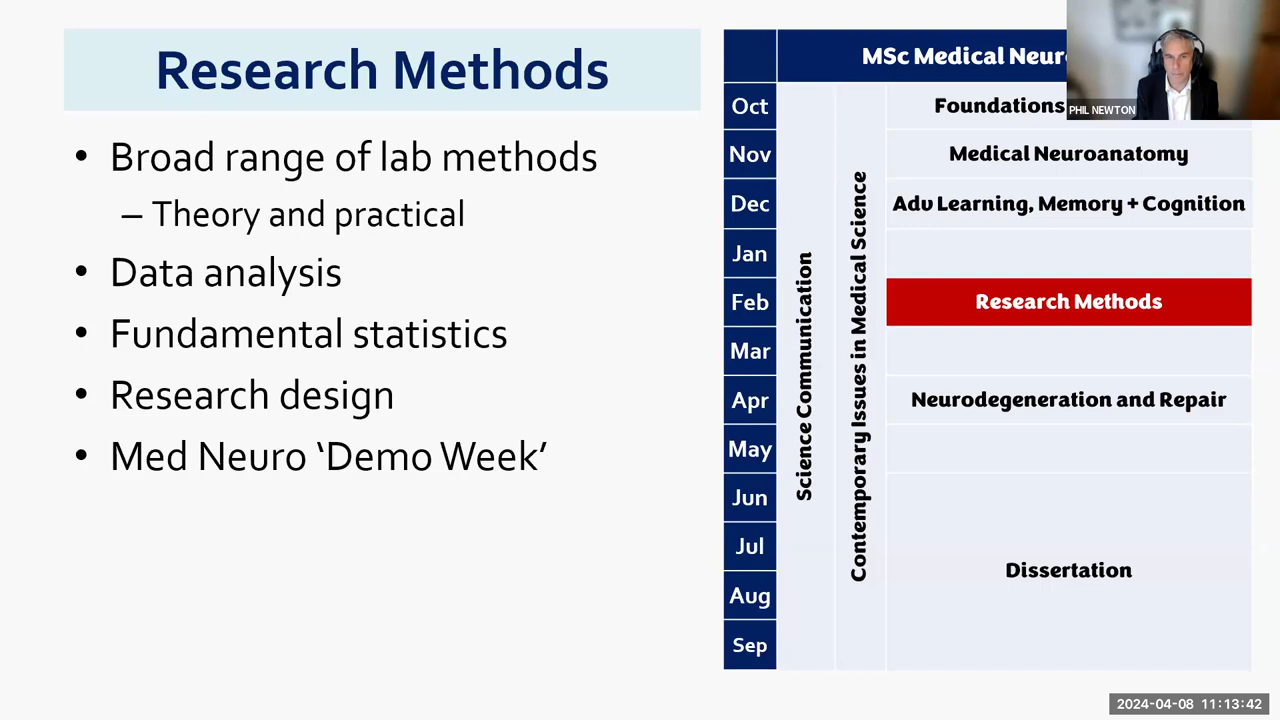 Research Methods
• Broad range of lab methods
– Theory and practical
• Data analysis
• Fundamental statistics
• Research design
• Med Neuro ‘Demo Week’
MSc Medical
Oct
Foundations
Nov
Medical Neuroanatomy
Dec
Adv Learning, Memory + Cognition
Jan
Feb
Research Methods
Mar
Apr
Neurodegeneration and Repair
May
Jun
Jul
Dissertation
Aug
Sep
Science Communication
Contemporary Issues in Medical Science
PHIL NEWTON
2024-04-08 11:13:42